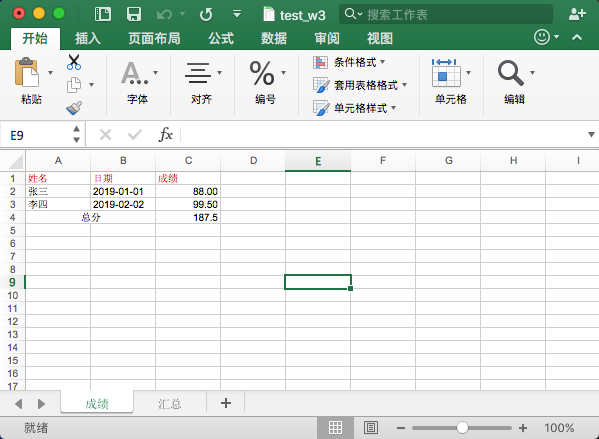 test_w3
搜索工作表
开始 插入 页面布局 公式 数据 审阅 视图
粘贴 字体 对齐 编号 条件格式 套用表格格式 单元格样式 单元格 编辑
E9 fx
A B C D E F G H I
1 姓名 日期 成绩
2 张三 2019-01-01 88.00
3 李四 2019-02-02 99.50
4 总分 187.5
5
6
7
8
9
10
11
12
13
14
15
16
17
成绩 汇总
就绪 100%